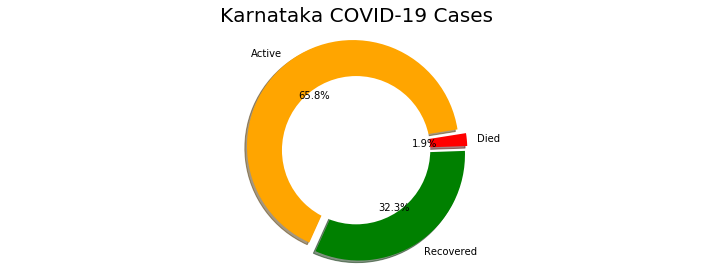 Karnataka COVID-19 Cases
Active
65.8%
Died
1.9%
32.3%
Recovered